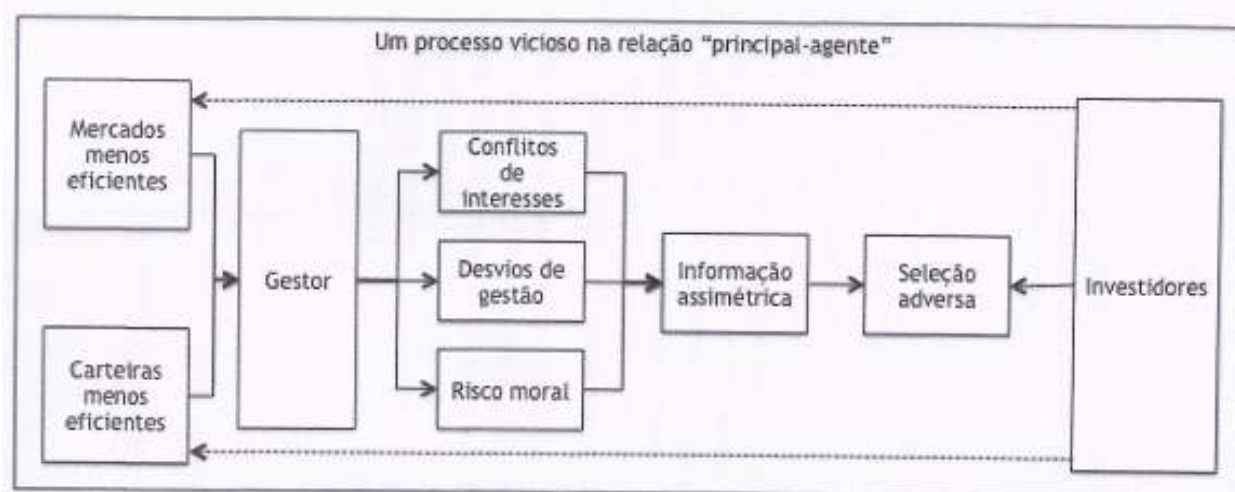 Um processo vicioso na relação “principal-agente”
Mercados
menos
eficientes
Carteiras
menos
eficientes
Gestor
Conflitos
de
interesses
Desvios de
gestão
Risco moral
Informação
assimétrica
Seleção
adversa
Investidores